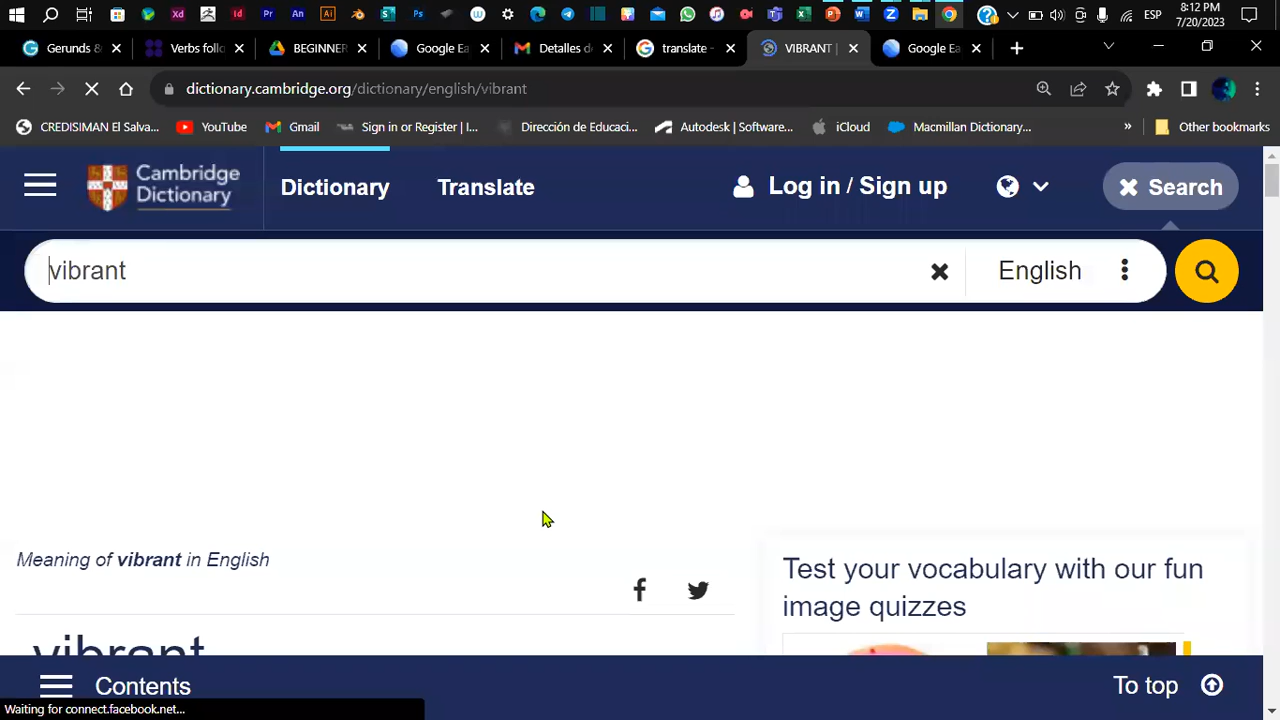 8:12 PM
ESP
7/20/2023
Gerunds &
Verbs follo
BEGINNER
Google Ea
Detalles d
translate -
VIBRANT |
Google Ea
dictionary.cambridge.org/dictionary/english/vibrant
CREDISIMAN El Salva...
YouTube
Gmail
Sign in or Register | I...
Dirección de Educaci...
Autodesk | Software...
iCloud
Macmillan Dictionary...
»
Other bookmarks
Cambridge
Dictionary
Dictionary
Translate
Log in / Sign up
Search
vibrant
English
Meaning of vibrant in English
Test your vocabulary with our fun
image quizzes
vibrant
Contents
To top
Waiting for connect.facebook.net...